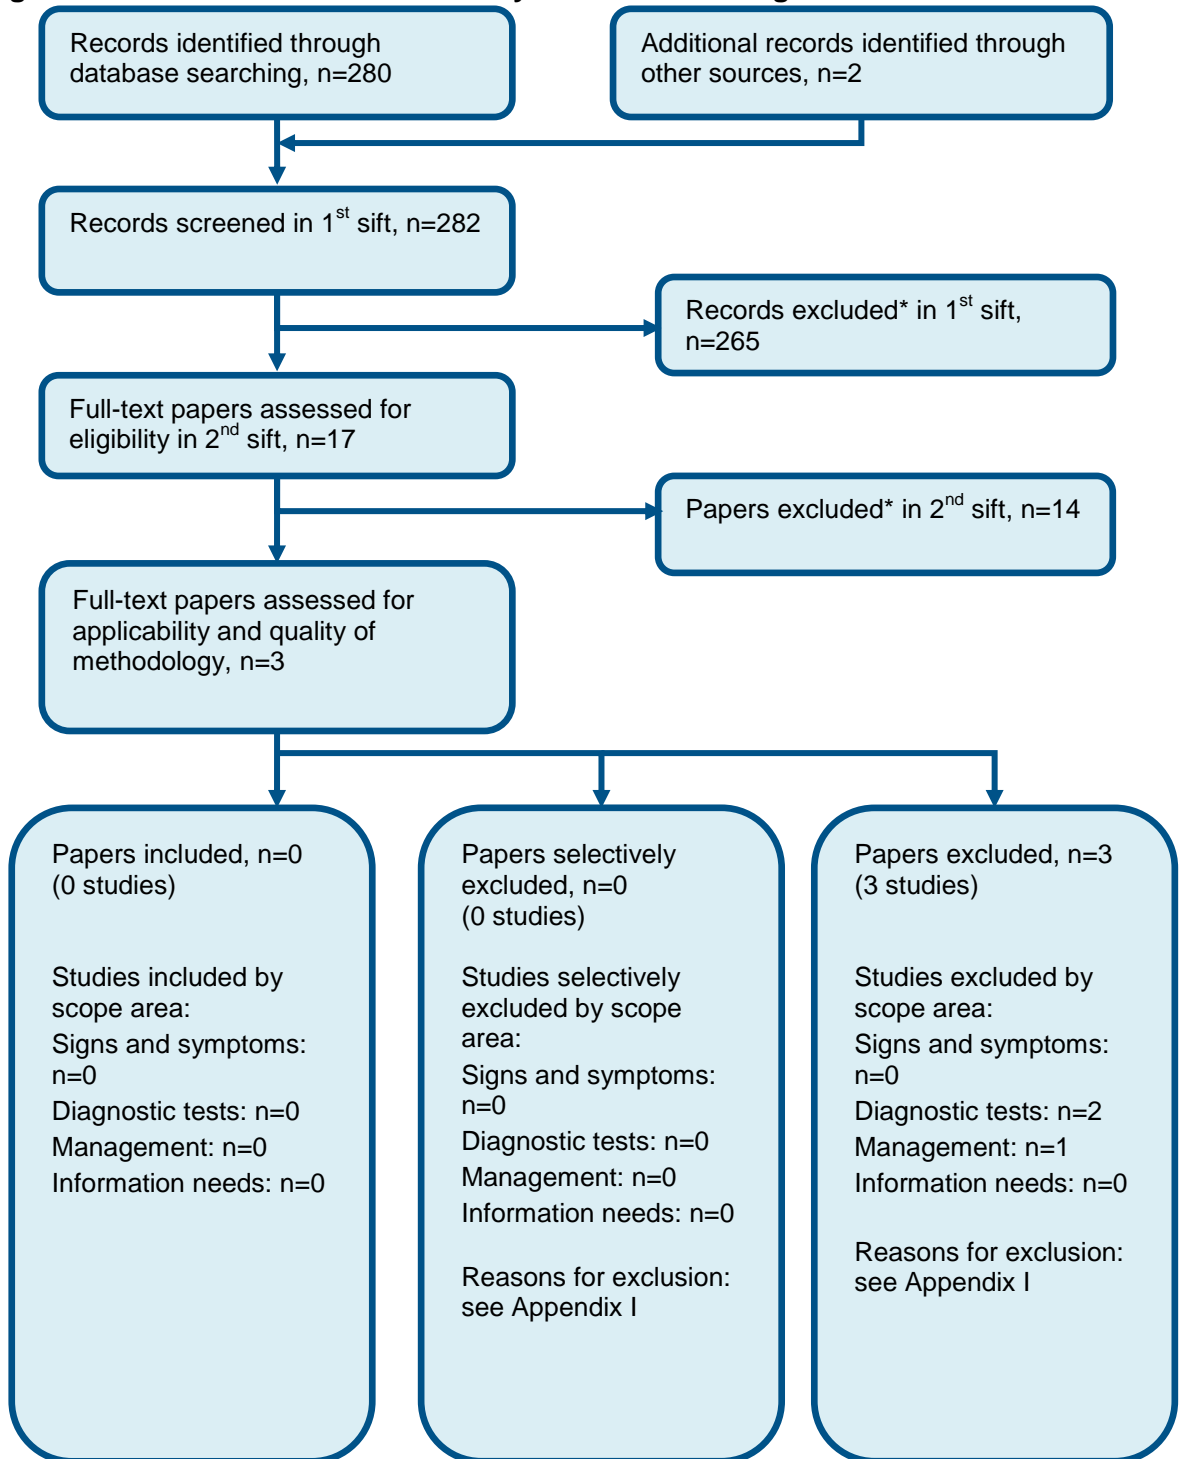 Records identified through
database searching, n=280
Additional records identified through
other sources, n=2
Records screened in 1st sift, n=282
Records excluded* in 1st sift,
n=265
Full-text papers assessed for
eligibility in 2nd sift, n=17
Papers excluded* in 2nd sift, n=14
Full-text papers assessed for
applicability and quality of
methodology, n=3
Papers included, n=0
(0 studies)
Studies included by
scope area:
Signs and symptoms:
n=0
Diagnostic tests: n=0
Management: n=0
Information needs: n=0
Papers selectively
excluded, n=0
(0 studies)
Studies selectively
excluded by scope
area:
Signs and symptoms:
n=0
Diagnostic tests: n=0
Management: n=0
Information needs: n=0
Reasons for exclusion:
see Appendix I
Papers excluded, n=3
(3 studies)
Studies excluded by
scope area:
Signs and symptoms:
n=0
Diagnostic tests: n=2
Management: n=1
Information needs: n=0
Reasons for exclusion:
see Appendix I